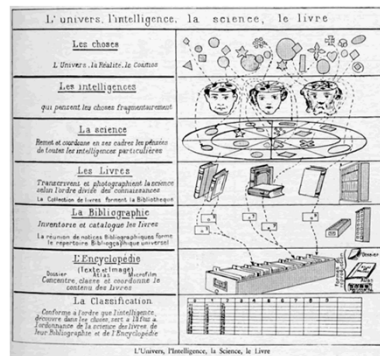 L'univers, l'intelligence, la science, le livre
Les choses
L'Univers, la Réalité, le Cosmos
Les intelligences
qui pensent les choses fragmentairement
La science
Remet et coordonne en ses cadres les pensées
de toutes les intelligences particulières
Les Livres
Transcrivent et photographient la science
selon l'ordre divisé des connaissances
La Collection de livres forment la Bibliothèque
La Bibliographie
Inventorie et catalogue les livres
La réunion de notices Bibliographiques forme
le répertoire Bibliographique universel
L'Encyclopédie
(Texte et Image)
Dossier Atlas Microfilm
Concentre, classe et coordonne le
contenu des livres
La Classification
Conforme à l'ordre que l'intelligence
découvre dans les choses, sert à la fois à
l'ordonnance de la science des livres de
leur Bibliographie et de l'Encyclopédie
L'Univers, l'Intelligence, la Science, le Livre